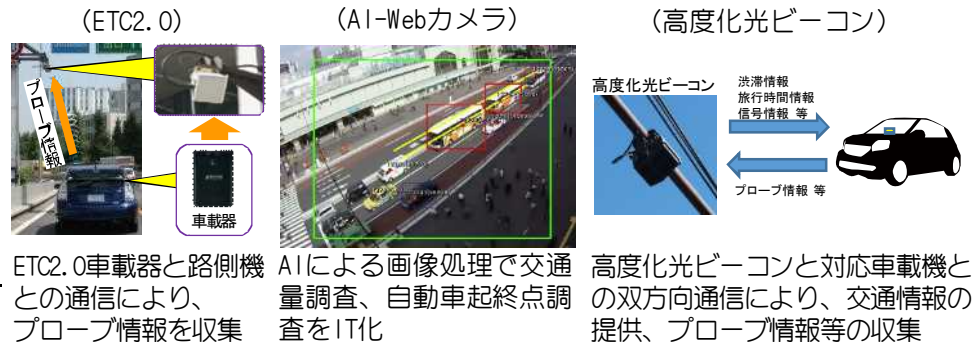 (ETC2.0)
プローブ情報
車載器
ETC2.0車載器と路側機
との通信により、
プローブ情報を収集
(AI-Webカメラ)
AIによる画像処理で交通
量調査、自動車起終点調
査をIT化
(高度化光ビーコン)
高度化光ビーコン
渋滞情報
旅行時間情報
信号情報 等
プローブ情報 等
高度化光ビーコンと対応車載機と
の双方向通信により、交通情報の
提供、プローブ情報等の収集